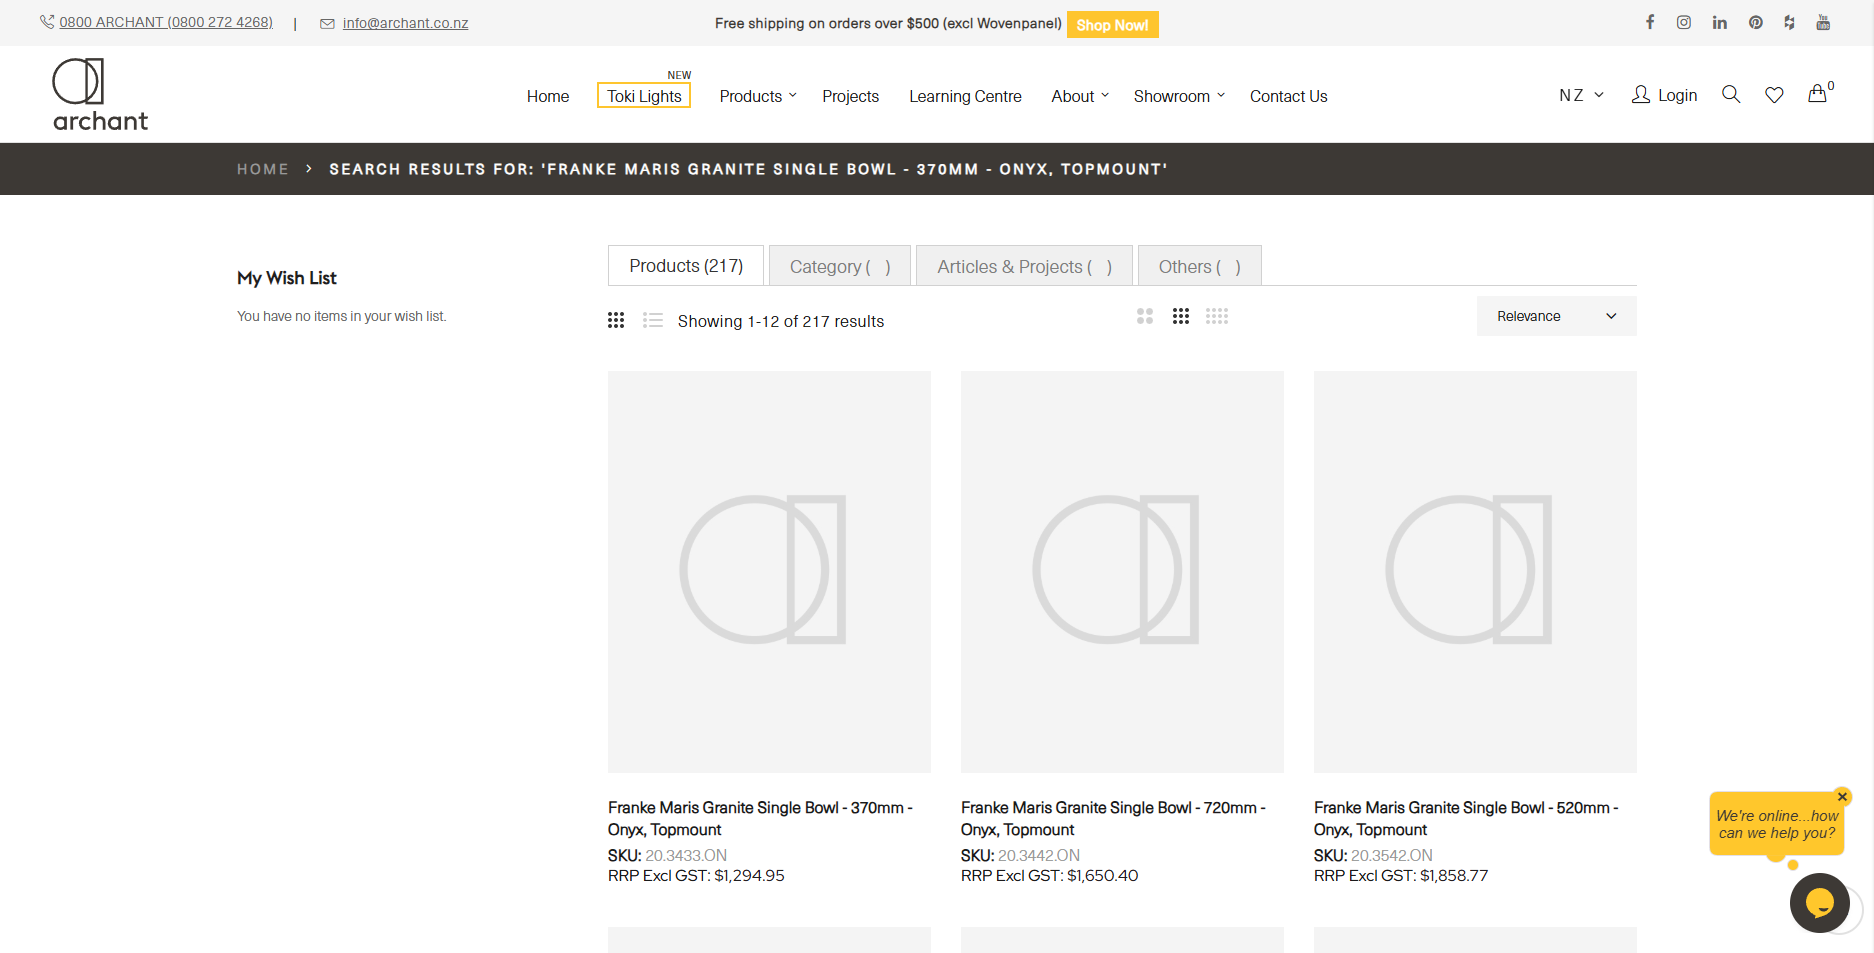 0800 ARCHANT (0800 272 4268) | info@archant.co.nz
Free shipping on orders over $500 (excl Wovenpanel) Shop Now!
archant
NEW
Home Toki Lights Products Projects Learning Centre About Showroom Contact Us
NZ Login 0
HOME > SEARCH RESULTS FOR: 'FRANKE MARIS GRANITE SINGLE BOWL - 370MM - ONYX, TOPMOUNT'
My Wish List
You have no items in your wish list.
Products (217) Category ( ) Articles & Projects ( ) Others ( )
Showing 1-12 of 217 results
Relevance
Franke Maris Granite Single Bowl - 370mm -
Onyx, Topmount
SKU: 20.3433.ON
RRP Excl GST: $1,294.95
Franke Maris Granite Single Bowl - 720mm -
Onyx, Topmount
SKU: 20.3442.ON
RRP Excl GST: $1,650.40
Franke Maris Granite Single Bowl - 520mm -
Onyx, Topmount
SKU: 20.3542.ON
RRP Excl GST: $1,858.77
We're online...how
can we help you?